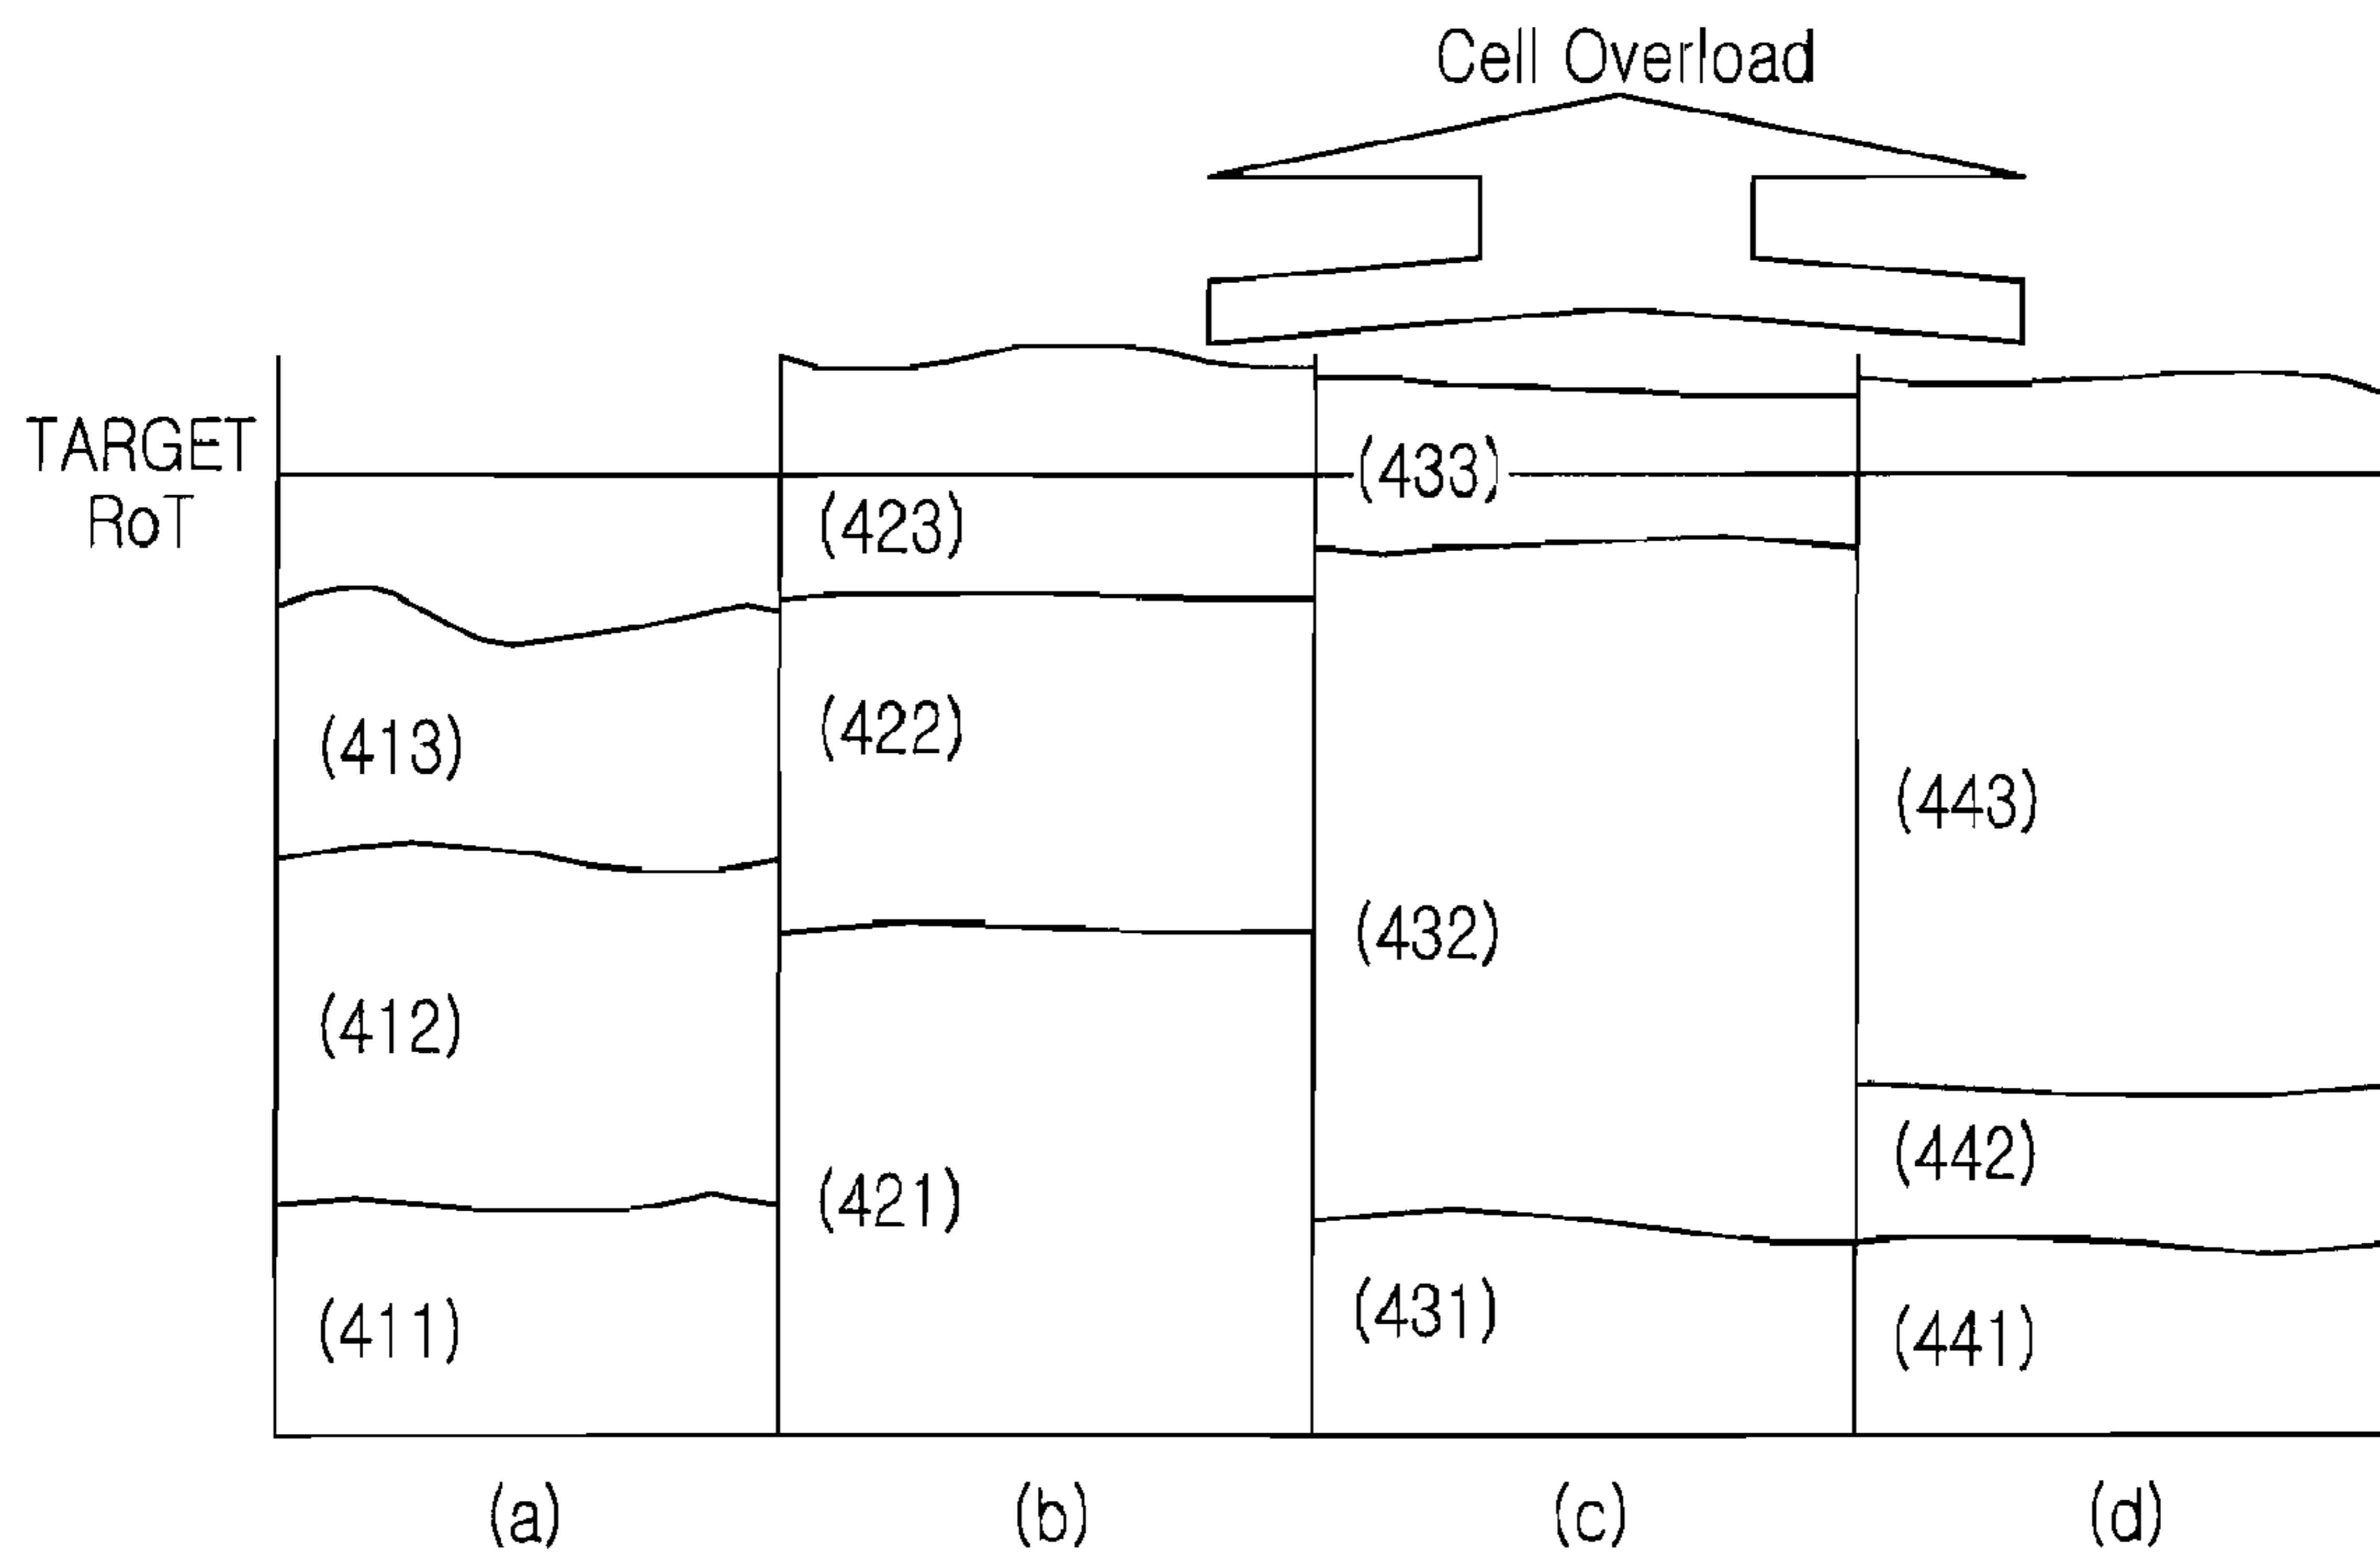 Cell Overload
TARGET
RoT
(433)
(423)
(413)
(422)
(443)
(432)
(412)
(442)
(421)
(411)
(431)
(441)
(a)
(b)
(c)
(d)